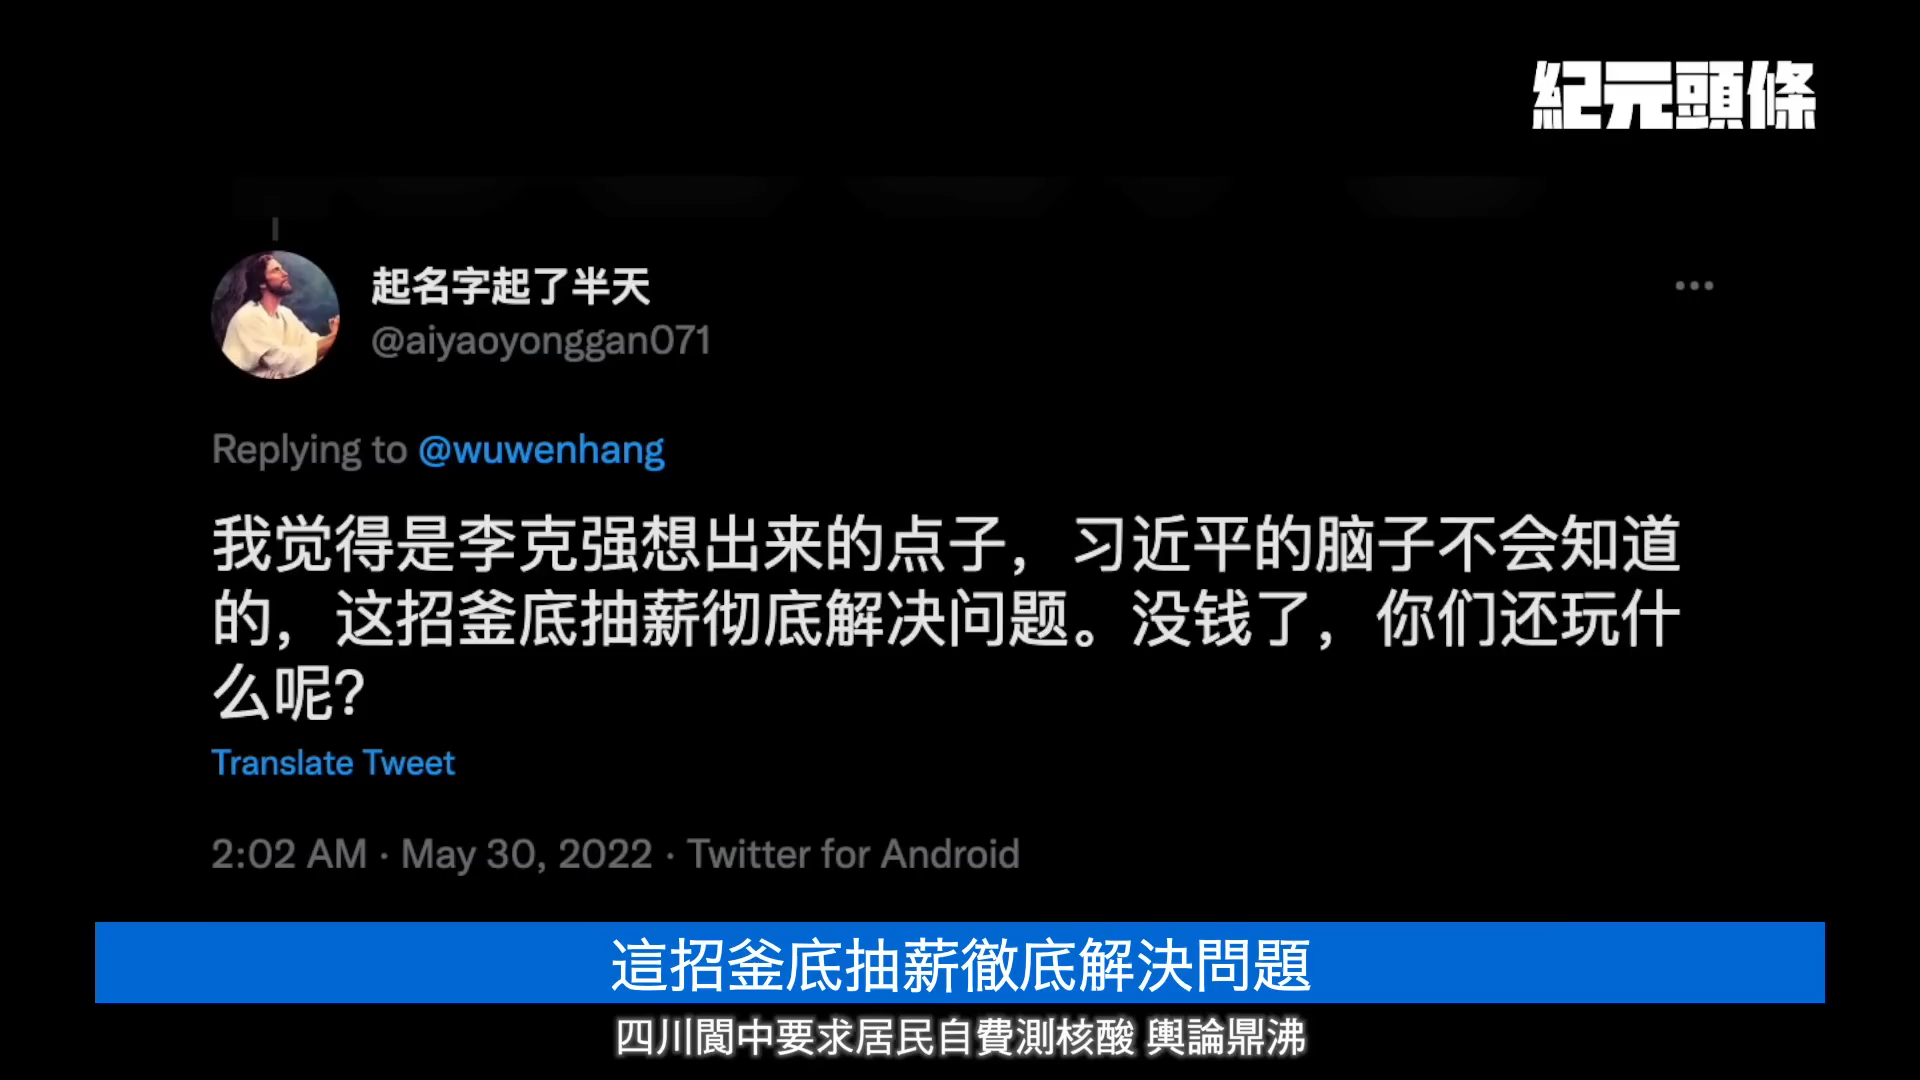 紀元頭條
起名字起了半天
@aiyaoyonggan071
Replying to @wuwenhang
我觉得是李克强想出来的点子，习近平的脑子不会知道
的，这招釜底抽薪彻底解决问题。没钱了，你们还玩什
么呢？
Translate Tweet
2:02 AM · May 30, 2022 · Twitter for Android
這招釜底抽薪徹底解決問題
四川閬中要求居民自費測核酸 輿論鼎沸